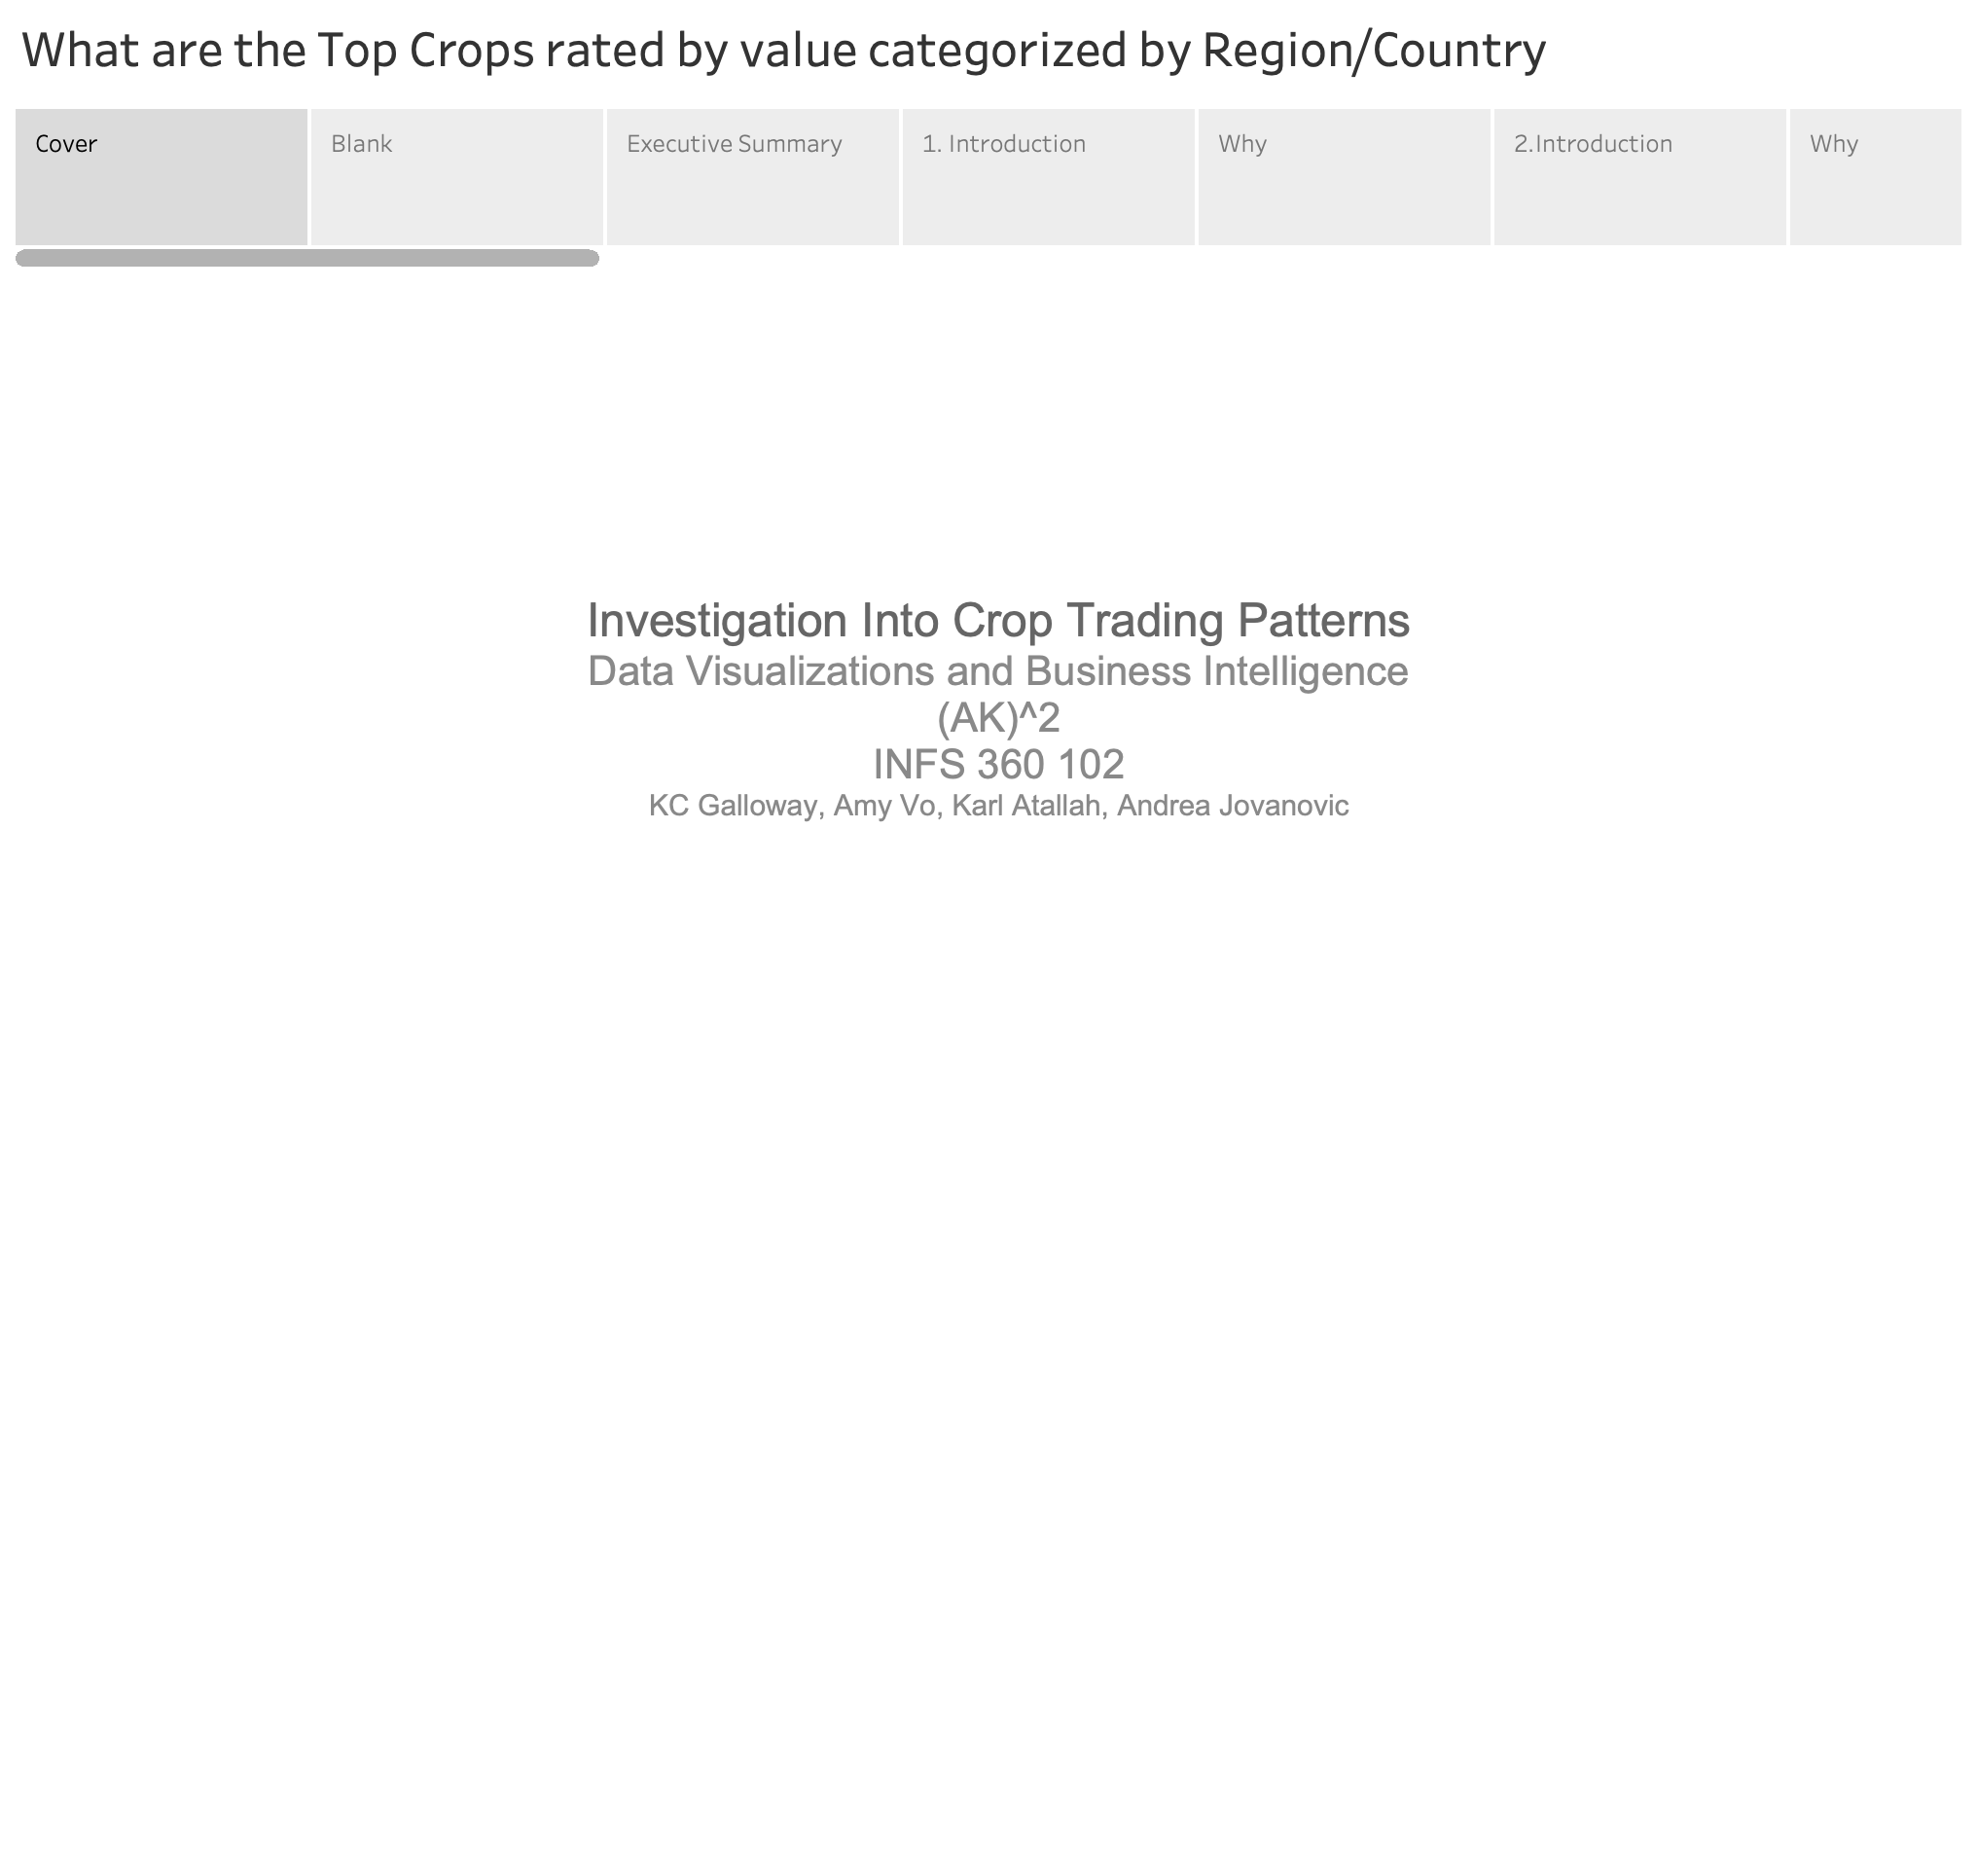 What are the Top Crops rated by value categorized by Region/Country
Cover
Blank
Executive Summary
1. Introduction
Why
2.Introduction
Why
Investigation Into Crop Trading Patterns
Data Visualizations and Business Intelligence
(AK)^2
INFS 360 102
KC Galloway, Amy Vo, Karl Atallah, Andrea Jovanovic